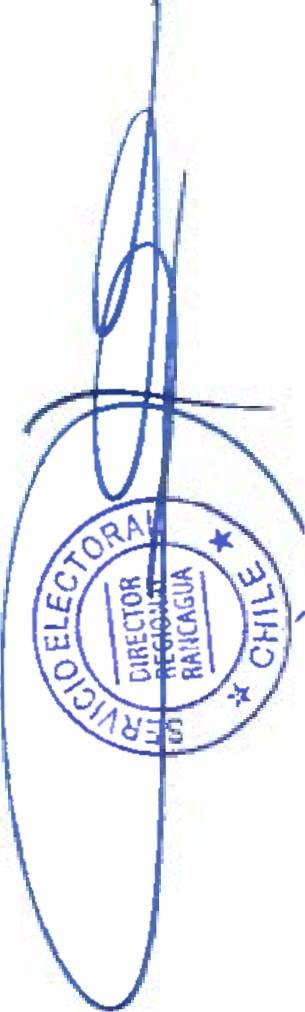 SERVICIO ELECTORAL
DIRECTOR
REGIONAL
RANCAGUA
★ CHILE ☆